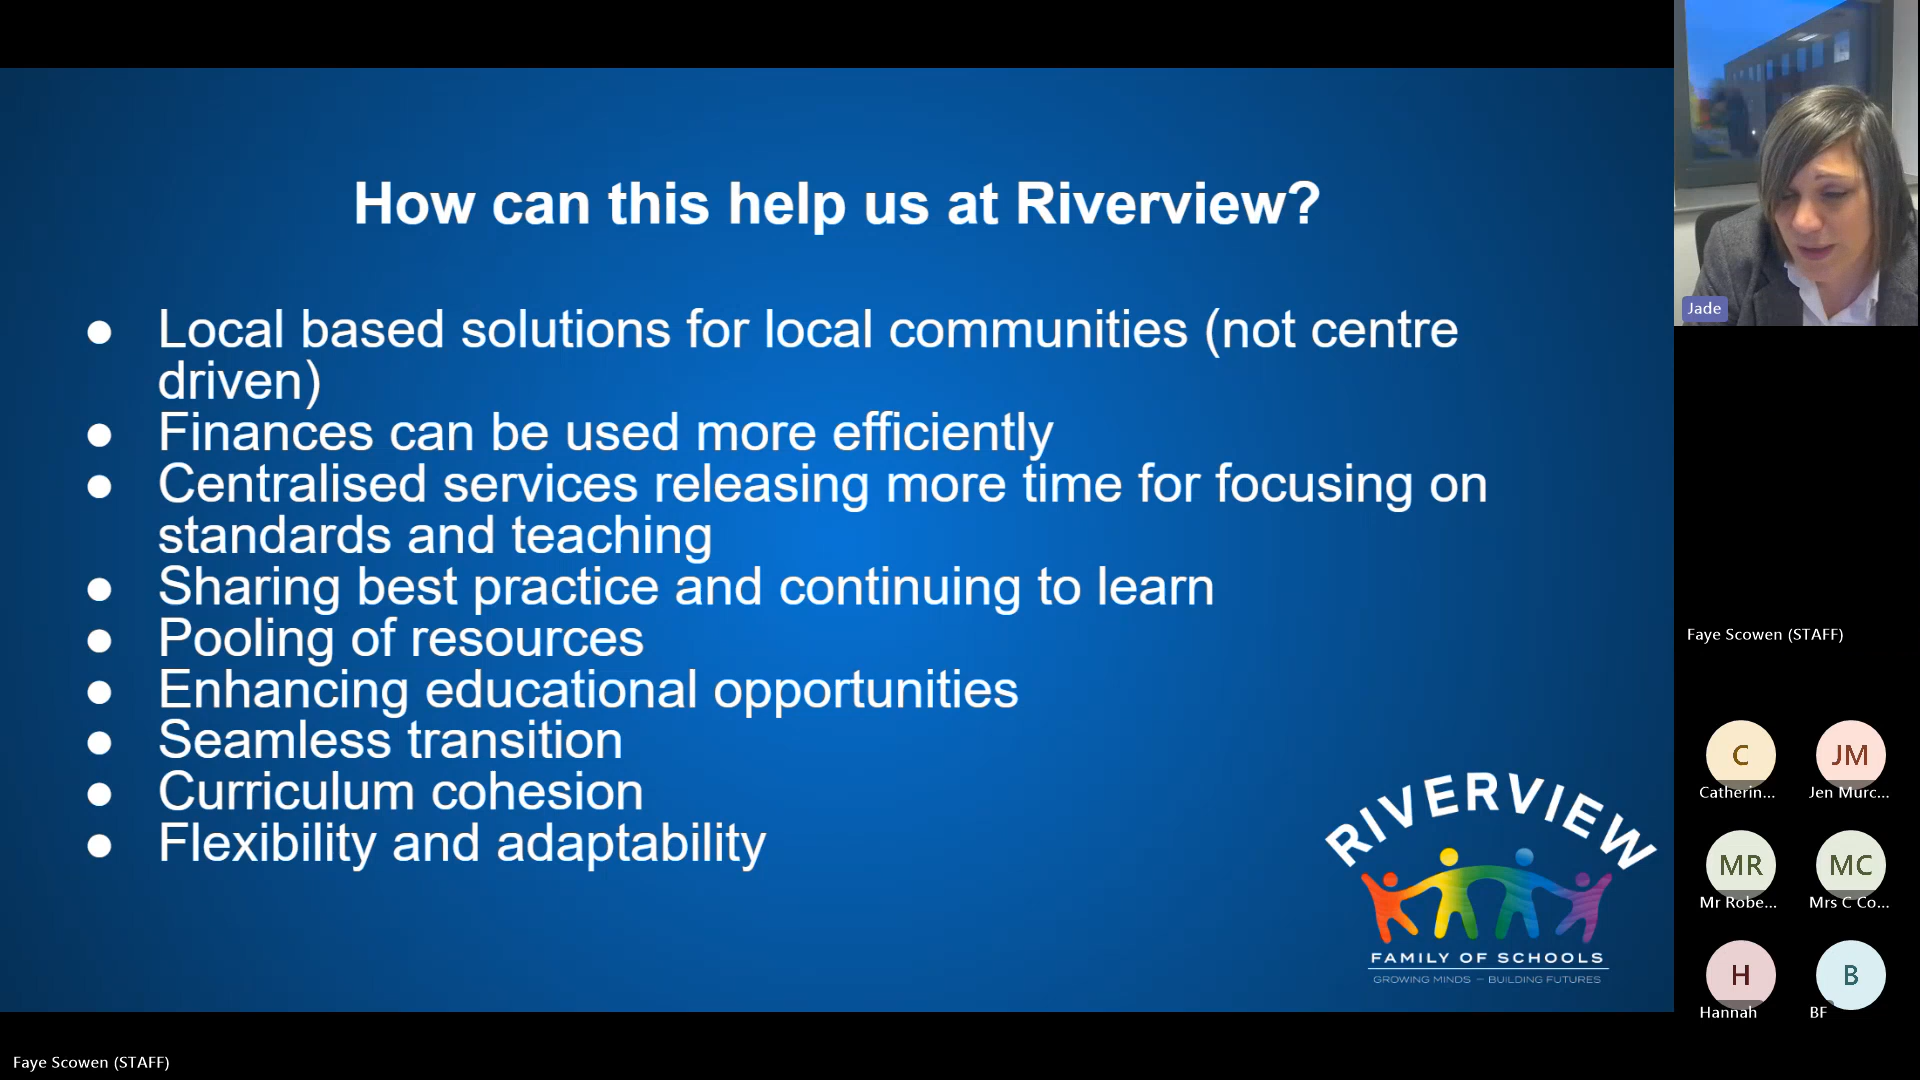 How can this help us at Riverview?
● Local based solutions for local communities (not centre
driven)
● Finances can be used more efficiently
● Centralised services releasing more time for focusing on
standards and teaching
● Sharing best practice and continuing to learn
● Pooling of resources
● Enhancing educational opportunities
● Seamless transition
● Curriculum cohesion
● Flexibility and adaptability
RIVERVIEW
FAMILY OF SCHOOLS
GROWING MINDS – BUILDING FUTURES
Jade
Faye Scowen (STAFF)
C
Catherin...
JM
Jen Murc...
MR
Mr Robe...
MC
Mrs C Co...
H
Hannah
B
BF
Faye Scowen (STAFF)